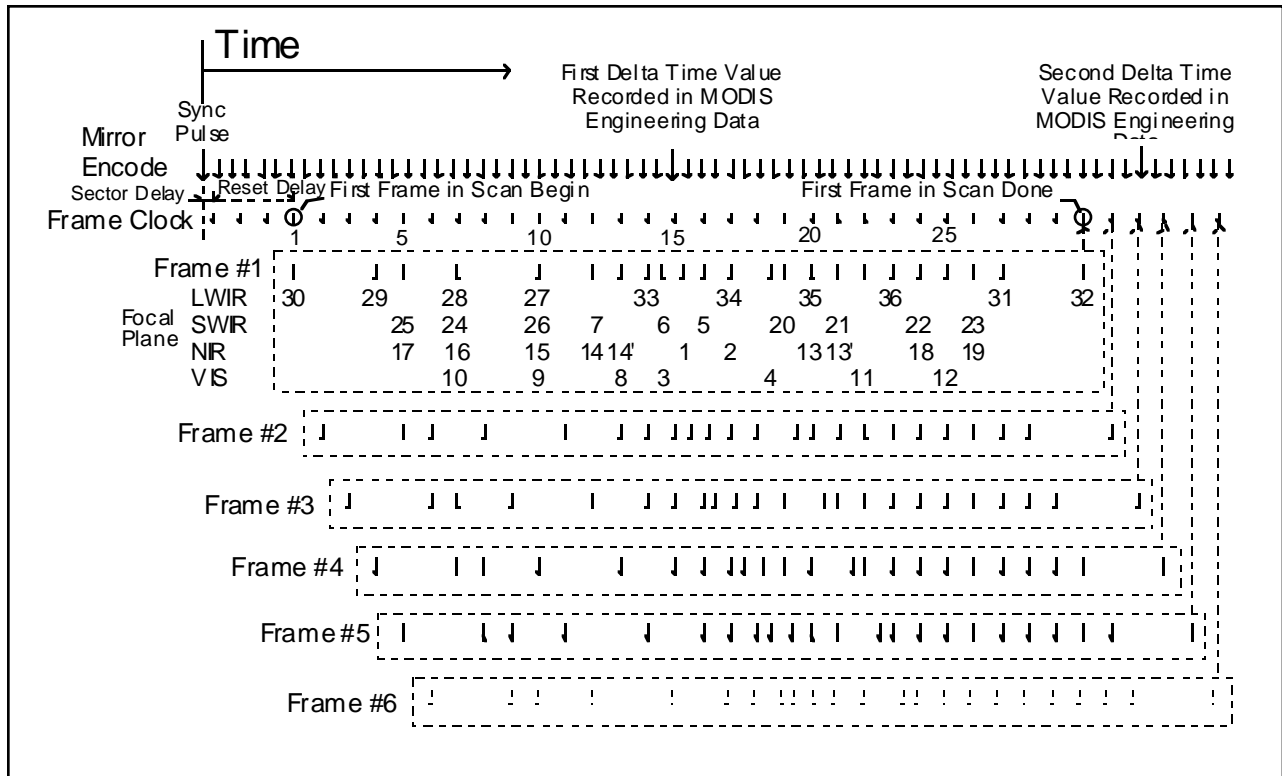 Time
First Delta Time Value
Recorded in MODIS
Engineering Data
Second Delta Time
Value Recorded in
MODIS Engineering
Data
Sync
Pulse
Mirror
Encode
Sector Delay
Reset Delay
First Frame in Scan Begin
First Frame in Scan Done
Frame Clock
1 5 10 15 20 25
Frame #1
Focal
Plane
LWIR 30 29 28 27 33 34 35 36 31 32
SWIR 25 24 26 7 6 5 20 21 22 23
NIR 17 16 15 14 14' 1 2 13 13' 18 19
VIS 10 9 8 3 4 11 12
Frame #2
Frame #3
Frame #4
Frame #5
Frame #6